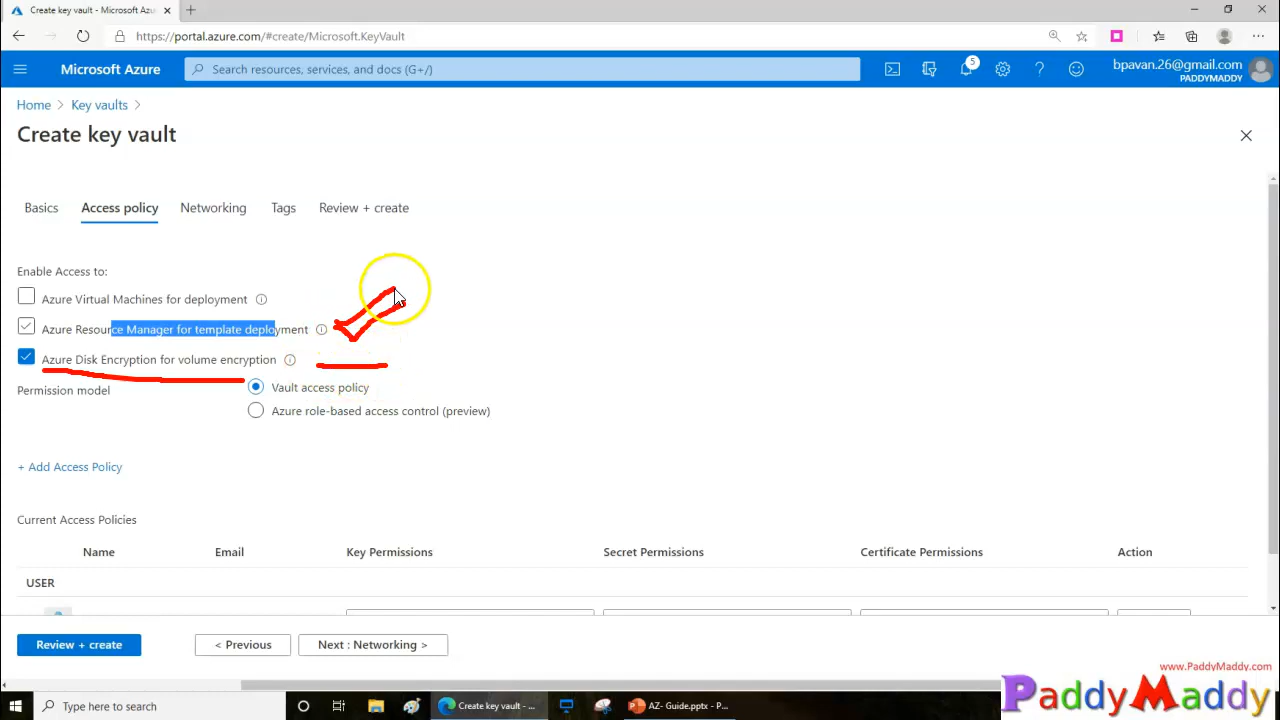 Create key vault - Microsoft Az
https://portal.azure.com/#create/Microsoft.KeyVault
Microsoft Azure
Search resources, services, and docs (G+/)
5
bpavan.26@gmail.com
PADDYMADDY
Home > Key vaults >
Create key vault
Basics Access policy Networking Tags Review + create
Enable Access to:
Azure Virtual Machines for deployment
Azure Resource Manager for template deployment
Azure Disk Encryption for volume encryption
Permission model
Vault access policy
Azure role-based access control (preview)
+ Add Access Policy
Current Access Policies
Name Email Key Permissions Secret Permissions Certificate Permissions Action
USER
Review + create < Previous Next : Networking >
www.PaddyMaddy.com
PaddyMaddy
Type here to search
Create key vault - ...
AZ- Guide.pptx - P...